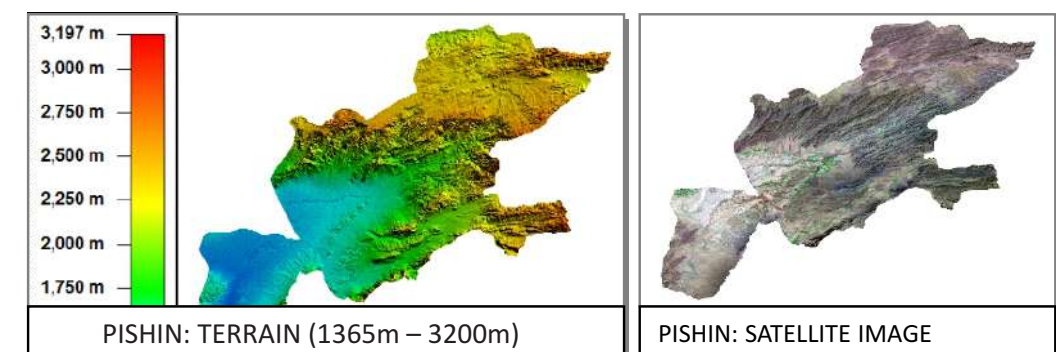 3,197 m
3,000 m
2,750 m
2,500 m
2,250 m
2,000 m
1,750 m
PISHIN: TERRAIN (1365m – 3200m)
PISHIN: SATELLITE IMAGE